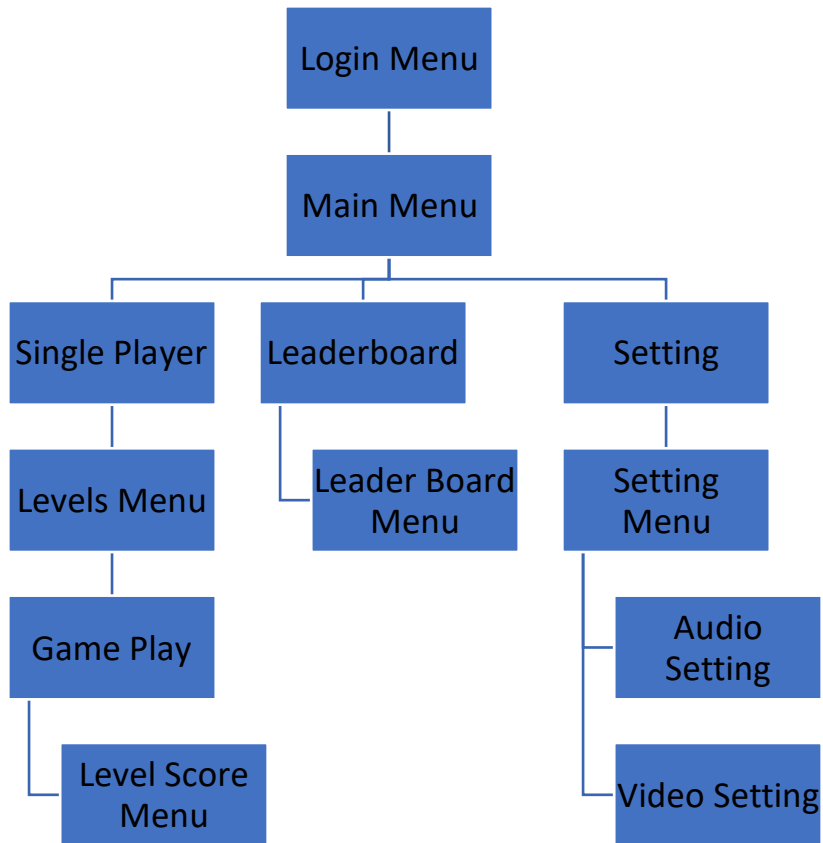 Login Menu
Main Menu
Single Player
Leaderboard
Setting
Levels Menu
Leader Board
Menu
Setting
Menu
Game Play
Audio
Setting
Level Score
Menu
Video Setting